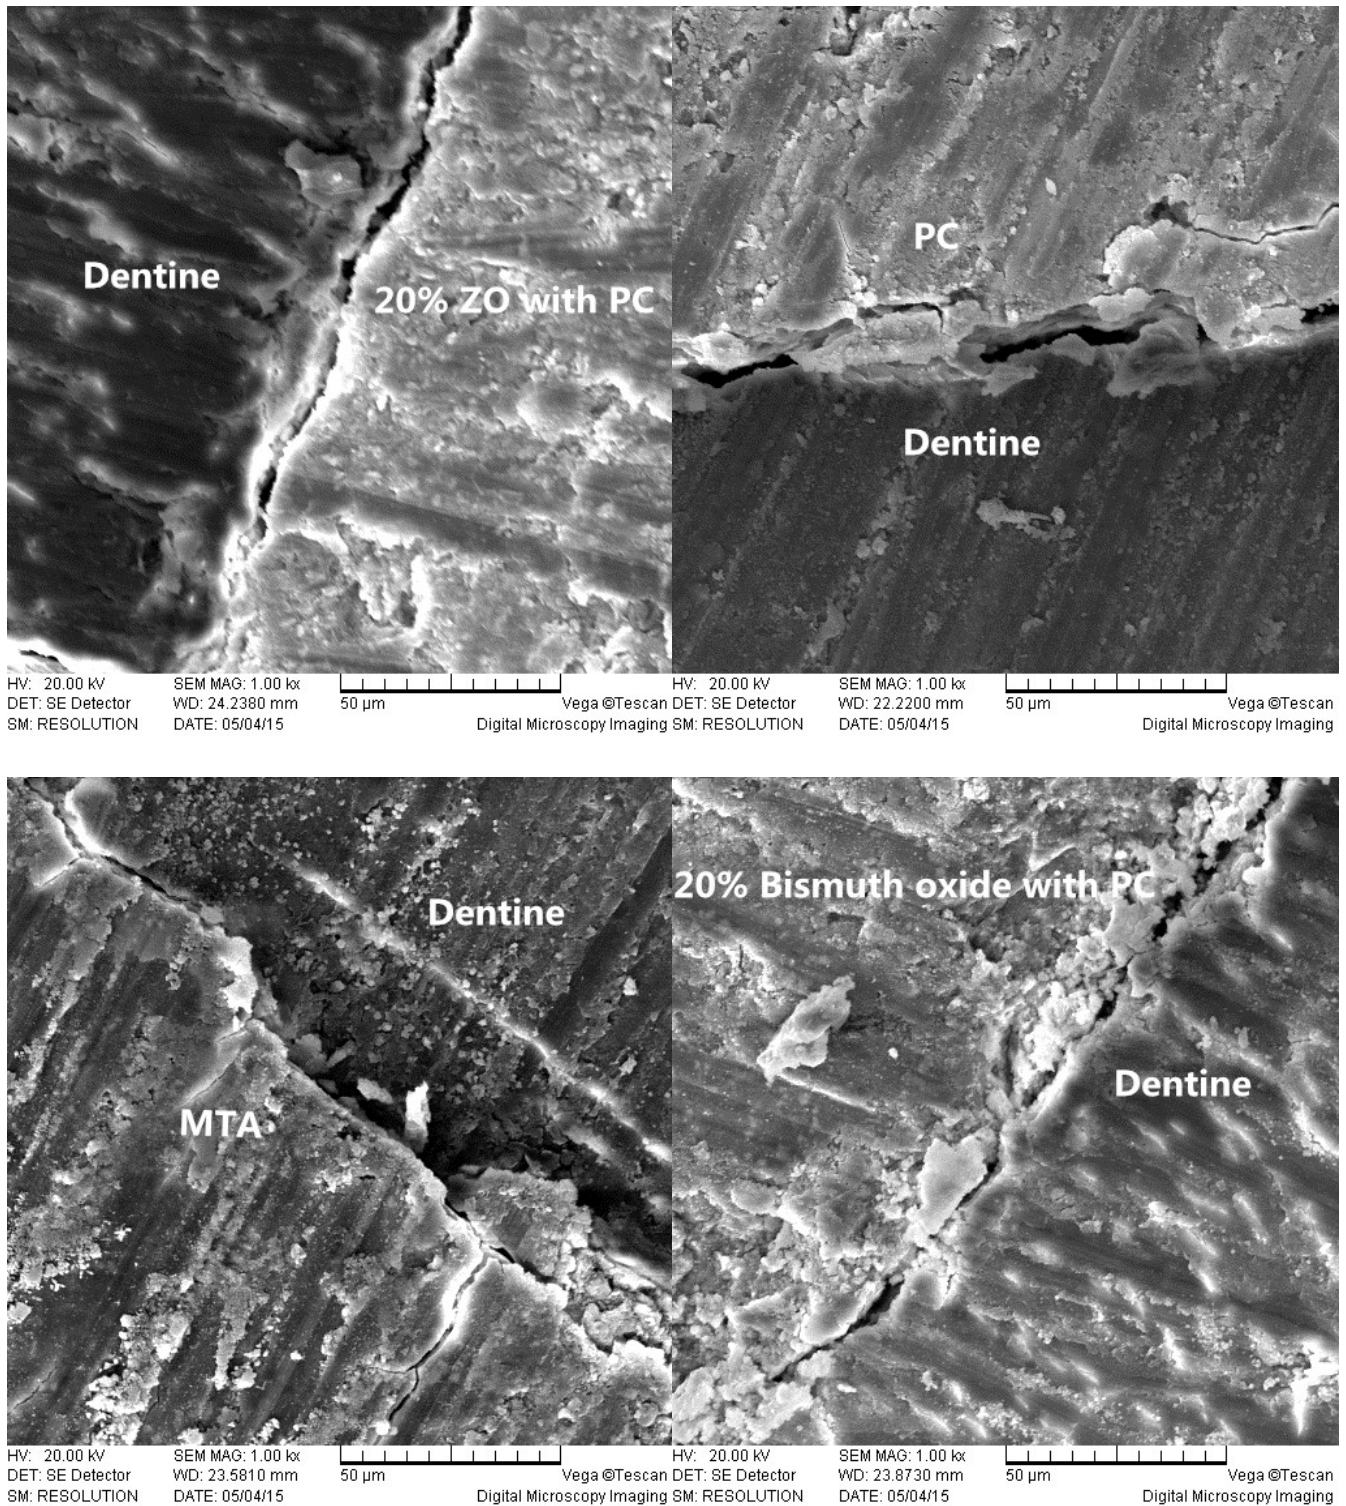 Dentine
20% ZO with PC
HV: 20.00 kV SEM MAG: 1.00 kx
DET: SE Detector WD: 24.2380 mm 50 µm Vega ©Tescan
SM: RESOLUTION DATE: 05/04/15 Digital Microscopy Imaging
PC
Dentine
HV: 20.00 kV SEM MAG: 1.00 kx
DET: SE Detector WD: 22.2200 mm 50 µm Vega ©Tescan
SM: RESOLUTION DATE: 05/04/15 Digital Microscopy Imaging
Dentine
MTA
HV: 20.00 kV SEM MAG: 1.00 kx
DET: SE Detector WD: 23.5810 mm 50 µm Vega ©Tescan
SM: RESOLUTION DATE: 05/04/15 Digital Microscopy Imaging
20% Bismuth oxide with PC
Dentine
HV: 20.00 kV SEM MAG: 1.00 kx
DET: SE Detector WD: 23.8730 mm 50 µm Vega ©Tescan
SM: RESOLUTION DATE: 05/04/15 Digital Microscopy Imaging